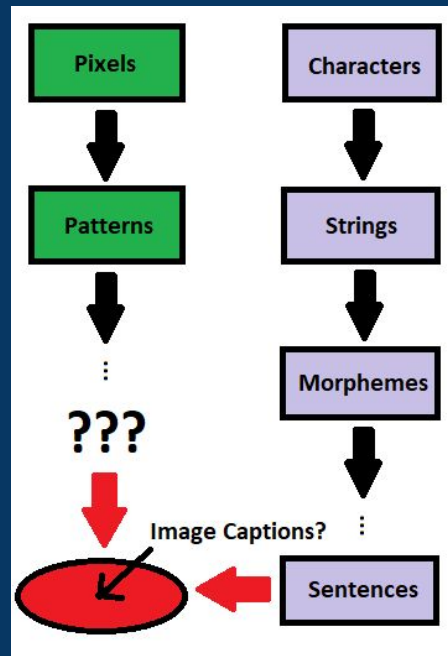 Pixels
Characters
Patterns
Strings
⋮
Morphemes
???
Image Captions?
⋮
Sentences